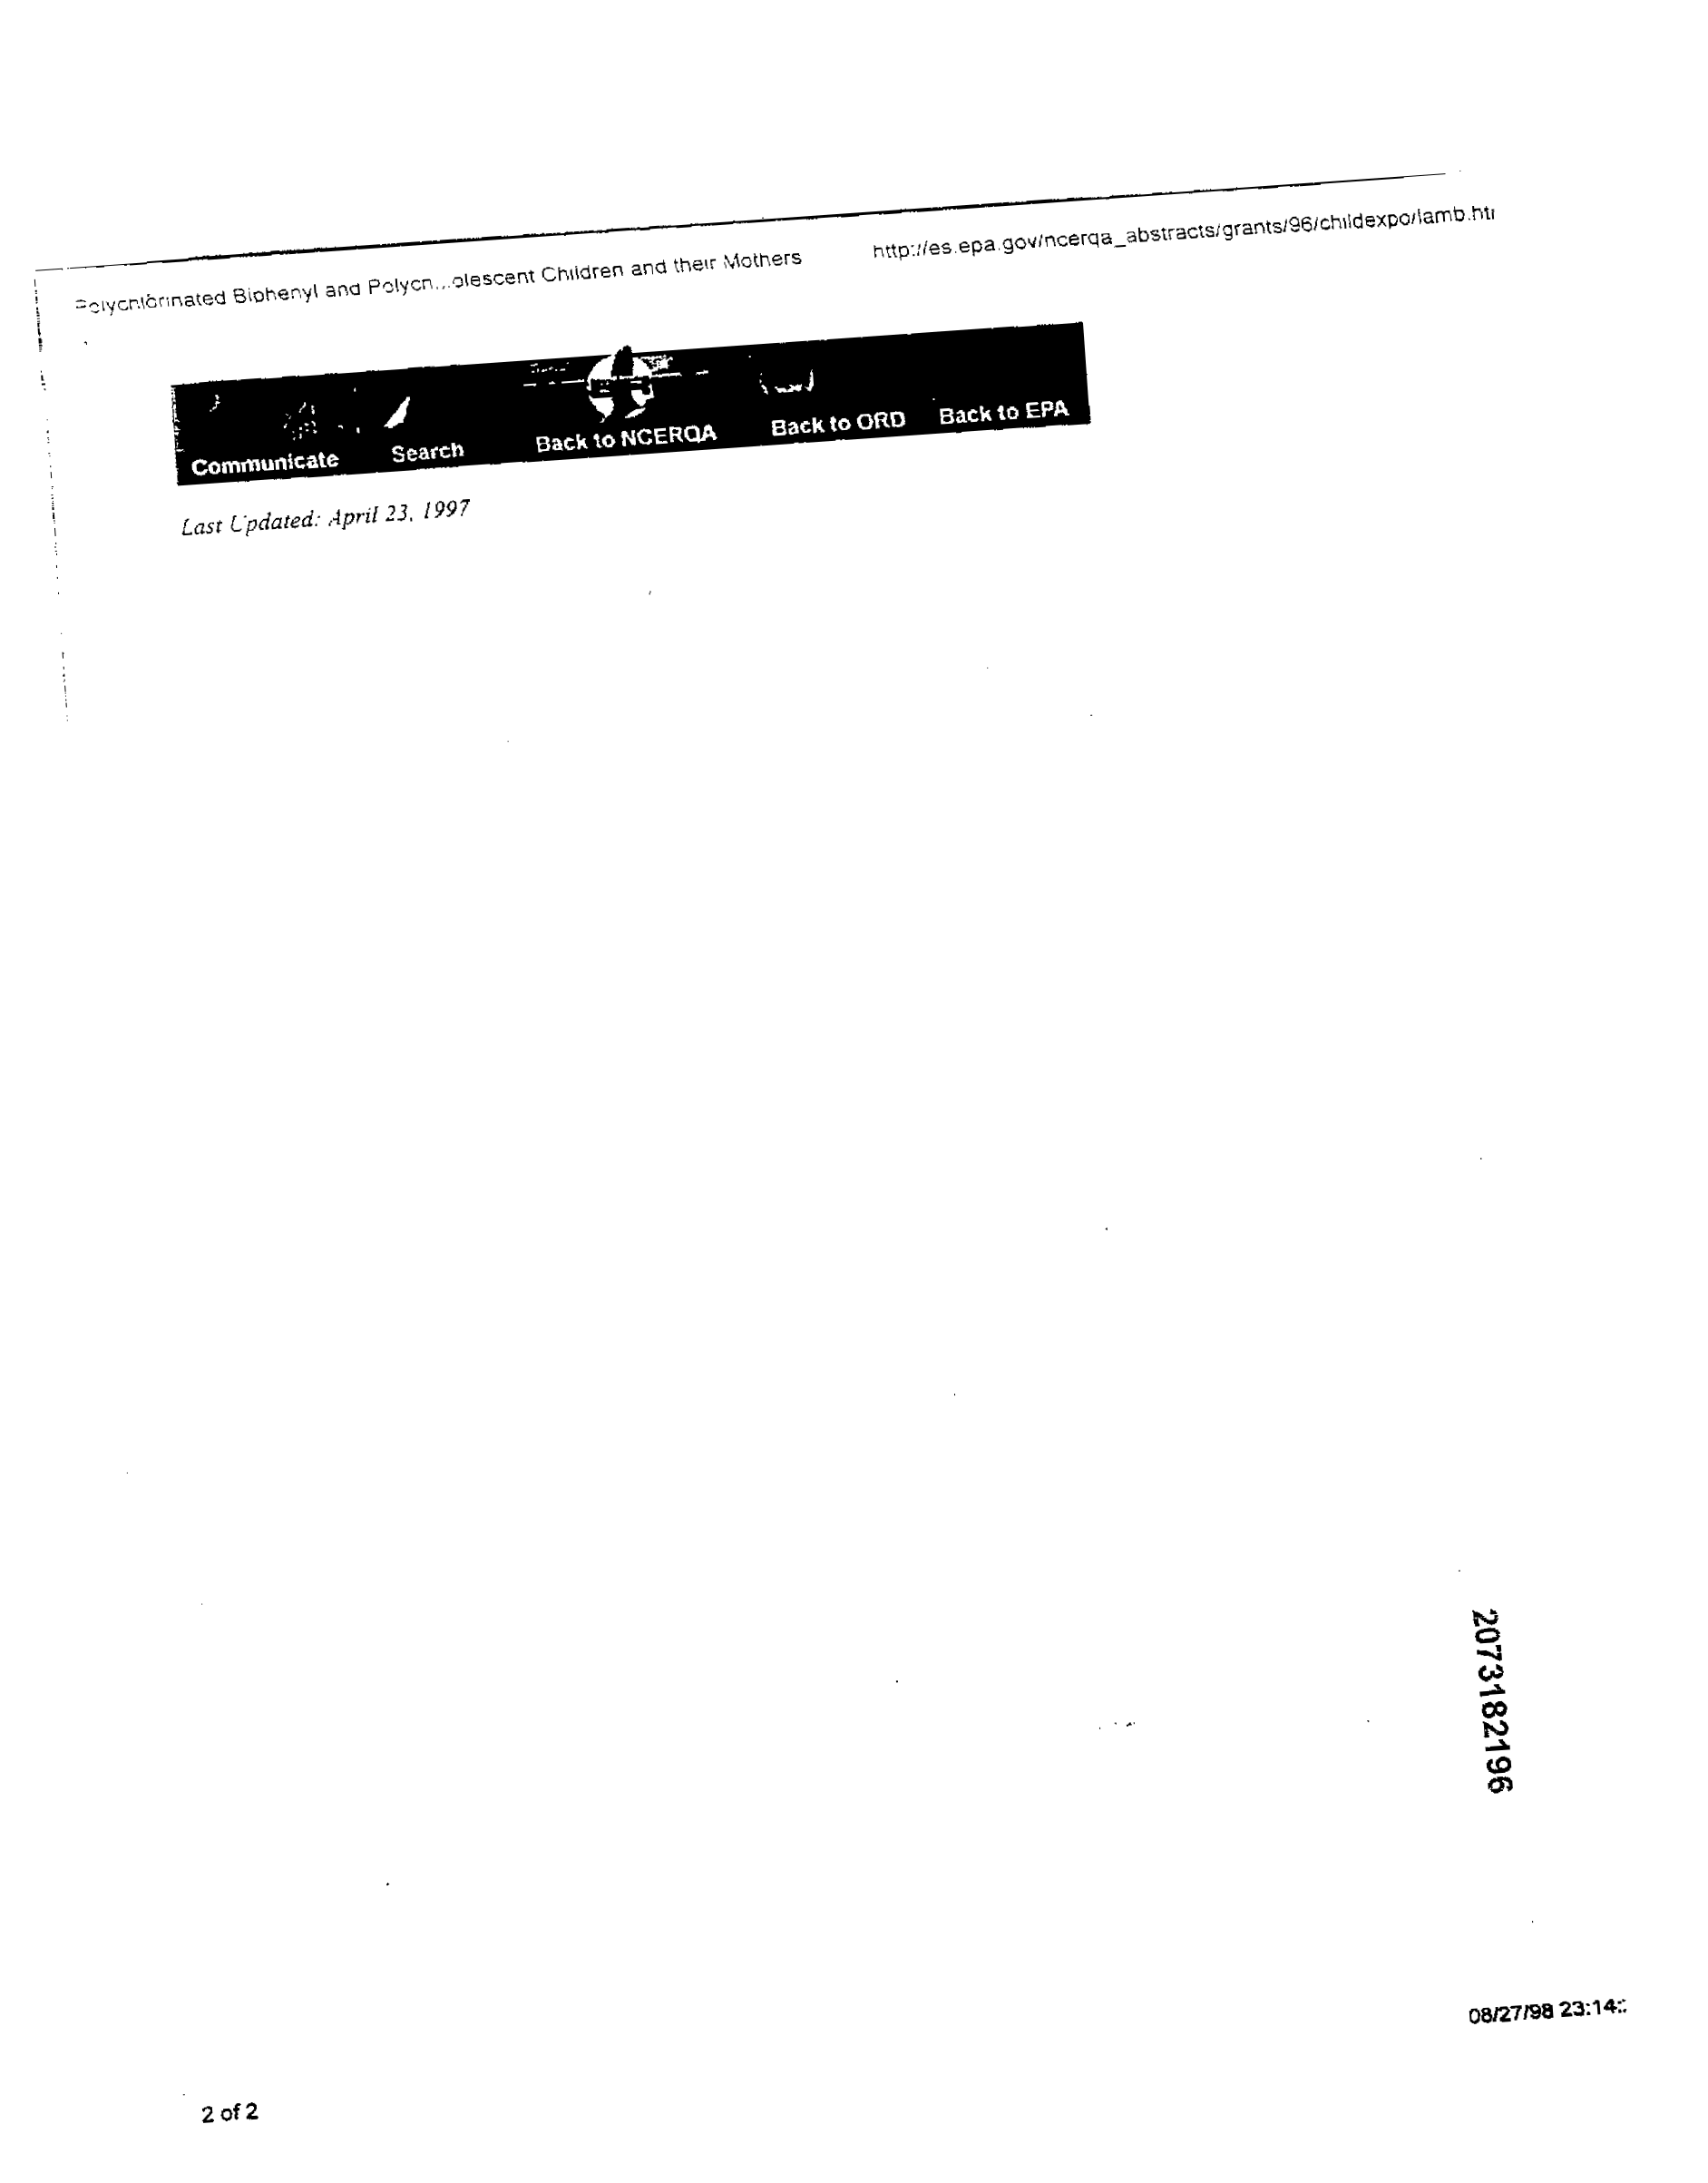 Polychlorinated Biphenyl and Polych...olescent Children and their Mothers http://es.epa.gov/ncerqa_abstracts/grants/96/childexpo/lamb.ht
Communicate Search Back to NCERQA Back to ORD Back to EPA
Last Updated: April 23, 1997
2073182196
08/27/98 23:14:
2 of 2